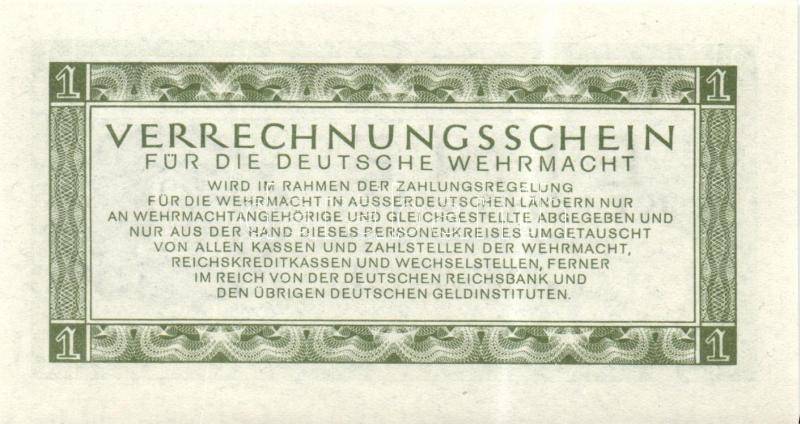 1 1
VERRECHNUNGSSCHEIN
FÜR DIE DEUTSCHE WEHRMACHT
WIRD IM RAHMEN DER ZAHLUNGSREGELUNG
FÜR DIE WEHRMACHT IN AUSSERDEUTSCHEN LÄNDERN NUR
AN WEHRMACHTANGEHÖRIGE UND GLEICHGESTELLTE ABGEGEBEN UND
NUR AUS DER HAND DIESES PERSONENKREISES UMGETAUSCHT
VON ALLEN KASSEN UND ZAHLSTELLEN DER WEHRMACHT,
REICHSKREDITKASSEN UND WECHSELSTELLEN, FERNER
IM REICH VON DER DEUTSCHEN REICHSBANK UND
DEN ÜBRIGEN DEUTSCHEN GELDINSTITUTEN.
1 1